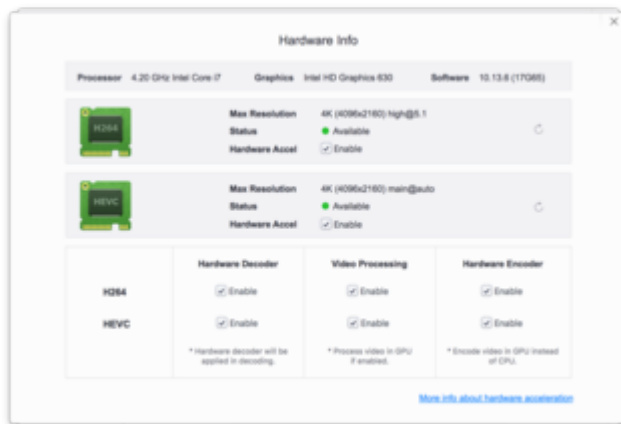 Hardware Info
Processor 4.20 GHz Intel Core i7 Graphics Intel HD Graphics 630 Software 10.13.6 (17G65)
H264
Max Resolution 4K (4096x2160) high@5.1
Status Available
Hardware Accel Enable
HEVC
Max Resolution 4K (4096x2160) main@auto
Status Available
Hardware Accel Enable
Hardware Decoder Video Processing Hardware Encoder
H264 Enable Enable Enable
HEVC Enable Enable Enable
* Hardware decoder will be * Process video in GPU * Encode video in GPU instead
applied in decoding. if enabled. of CPU.
More info about hardware acceleration